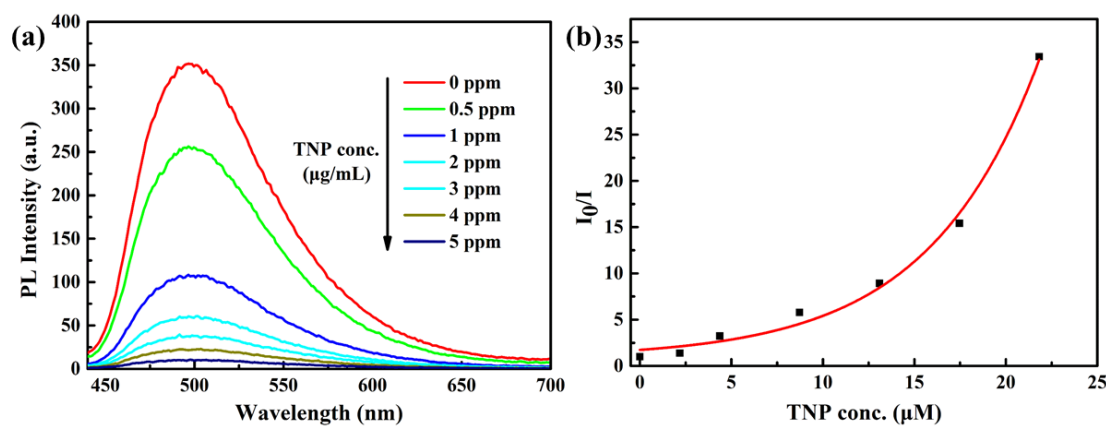 (a)
400
350
300
250
200
150
100
50
0
PL Intensity (a.u.)
450 500 550 600 650 700
Wavelength (nm)
TNP conc.
(μg/mL)
0 ppm
0.5 ppm
1 ppm
2 ppm
3 ppm
4 ppm
5 ppm
(b)
35
30
25
20
15
10
5
0
I0/I
0 5 10 15 20 25
TNP conc. (μM)